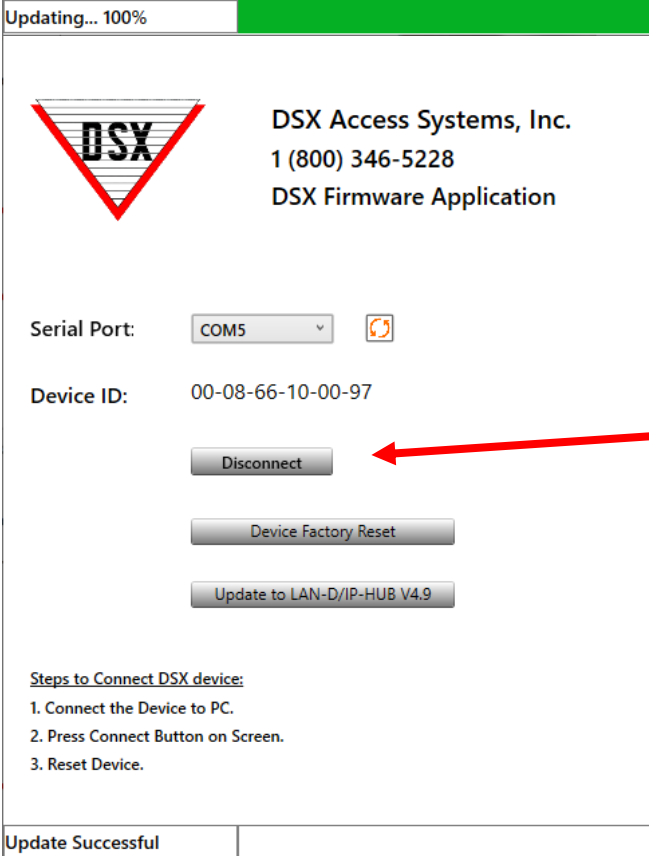 Updating... 100%
DSX
DSX Access Systems, Inc.
1 (800) 346-5228
DSX Firmware Application
Serial Port: COM5
Device ID: 00-08-66-10-00-97
Disconnect
Device Factory Reset
Update to LAN-D/IP-HUB V4.9
Steps to Connect DSX device:
1. Connect the Device to PC.
2. Press Connect Button on Screen.
3. Reset Device.
Update Successful